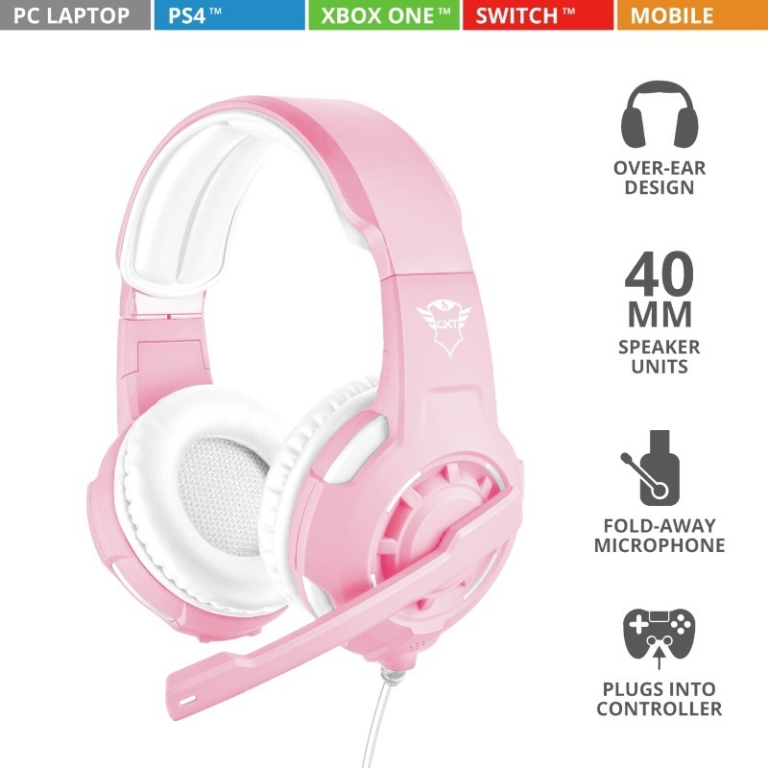 PC LAPTOP
PS4™
XBOX ONE™
SWITCH™
MOBILE
OVER-EAR
DESIGN
40
MM
SPEAKER
UNITS
GXT
FOLD-AWAY
MICROPHONE
PLUGS INTO
CONTROLLER